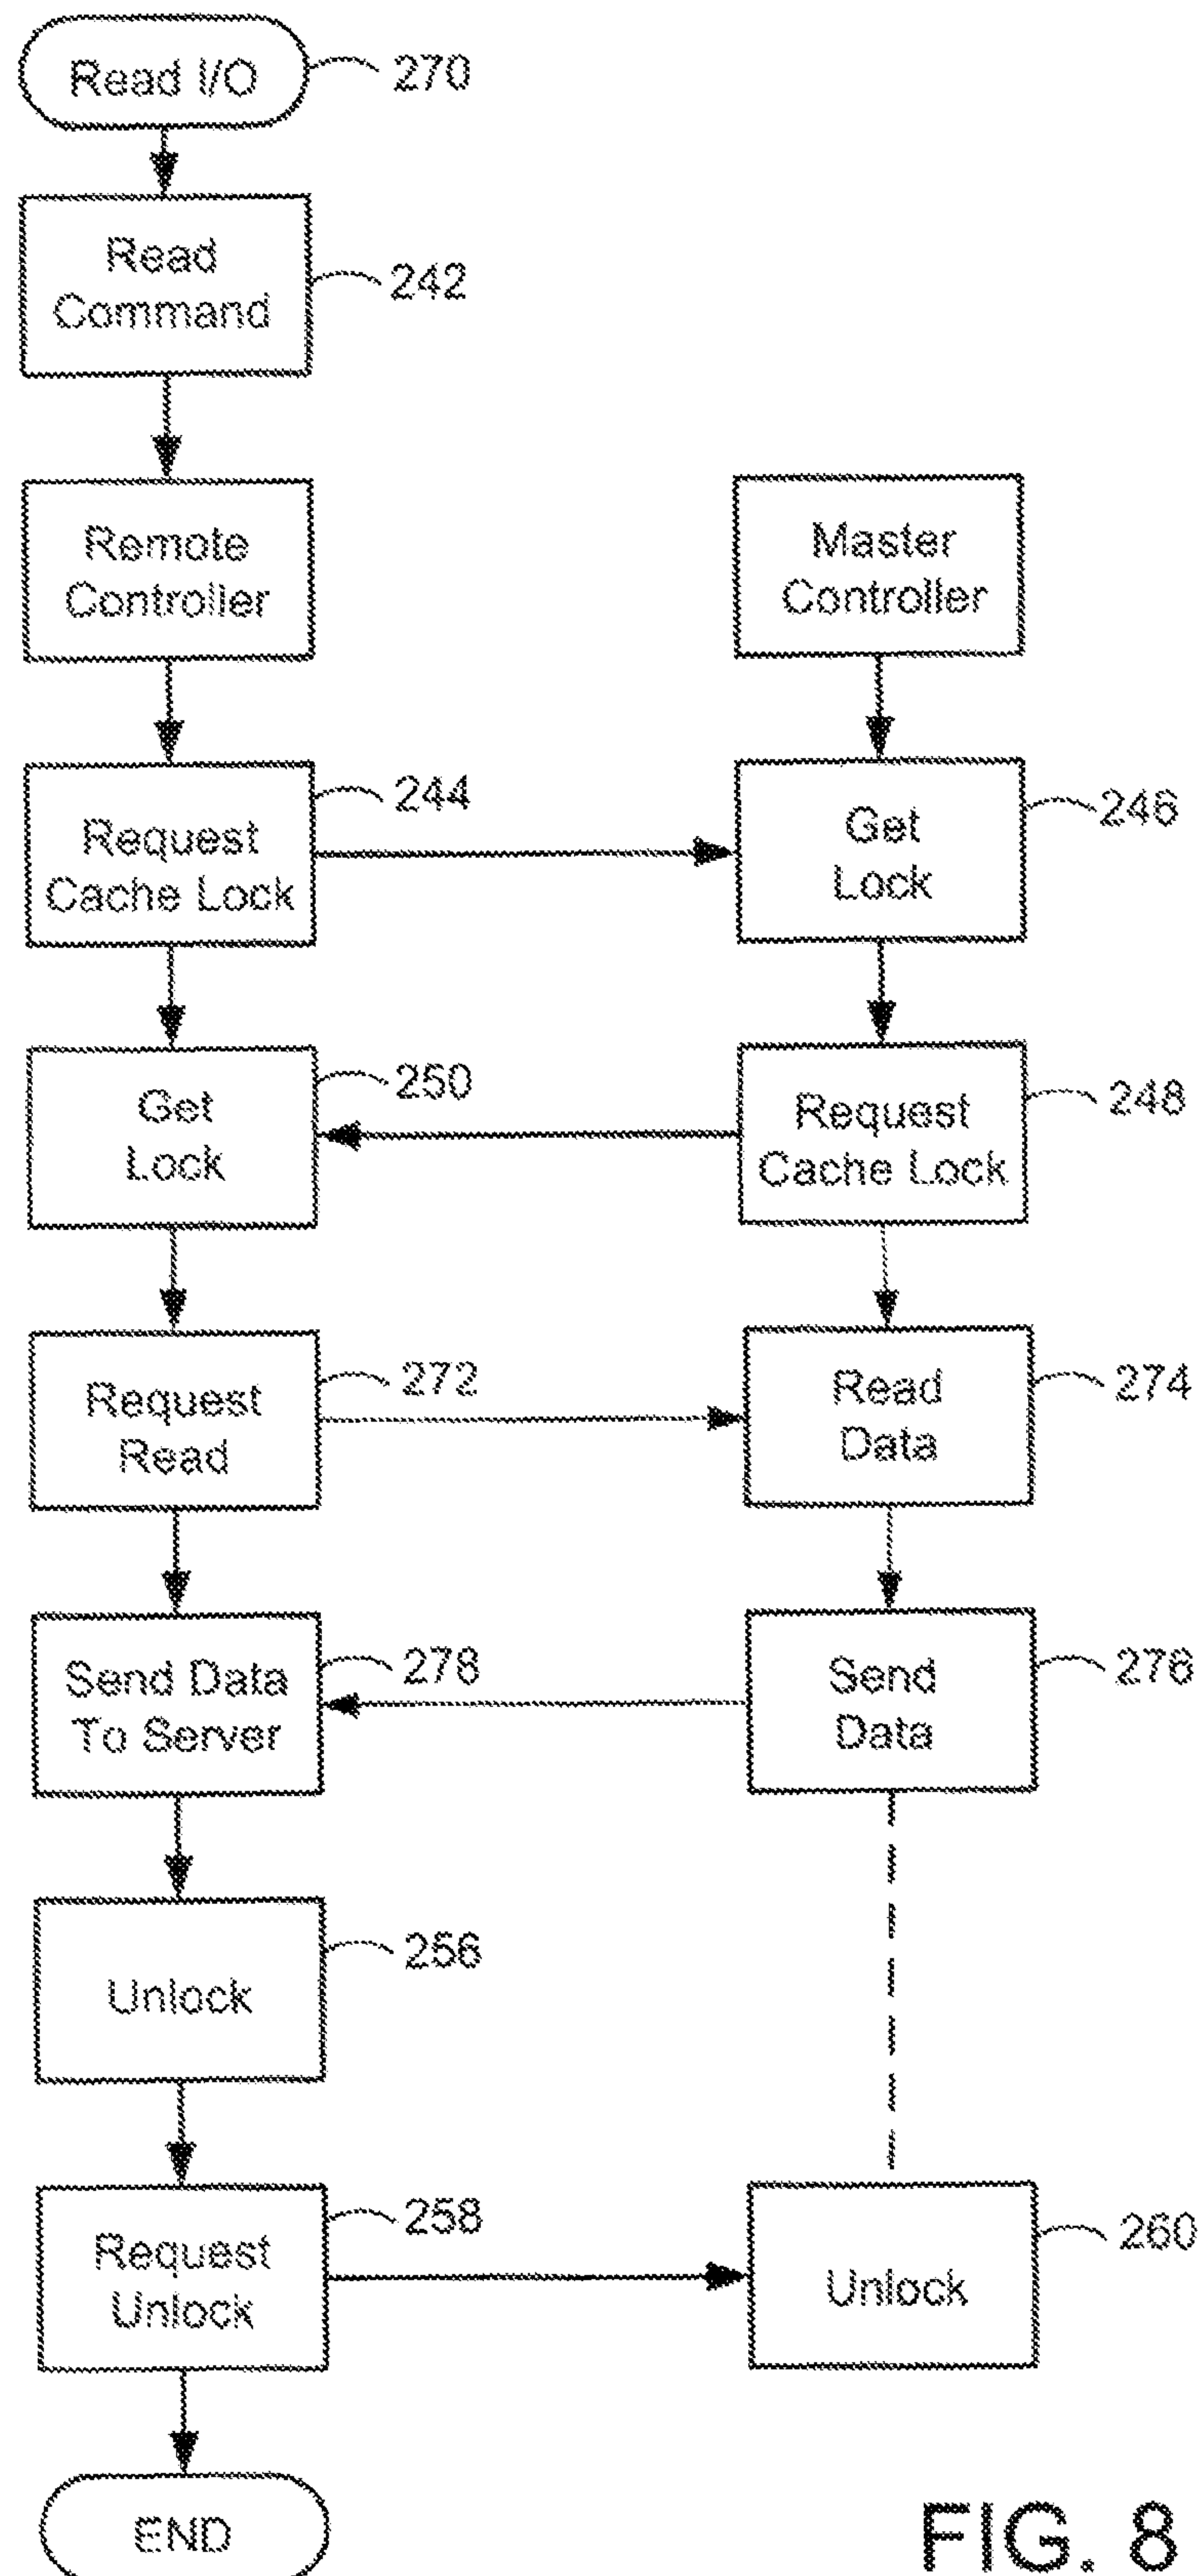 Read I/O
270
Read
Command
242
Remote
Controller
Master
Controller
Request
Cache Lock
244
Get
Lock
246
Get
Lock
250
Request
Cache Lock
248
Request
Read
272
Read
Data
274
Send Data
To Server
278
Send
Data
276
Unlock
256
Request
Unlock
258
Unlock
260
END
FIG. 8